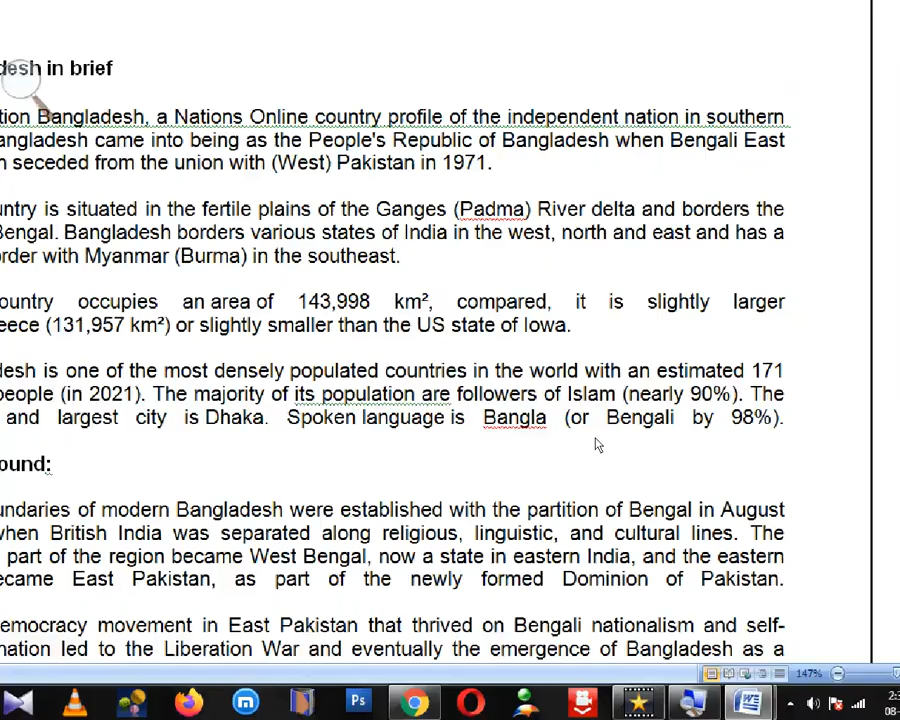 desh in brief
tion Bangladesh, a Nations Online country profile of the independent nation in southern
angladesh came into being as the People's Republic of Bangladesh when Bengali East
n seceded from the union with (West) Pakistan in 1971.
untry is situated in the fertile plains of the Ganges (Padma) River delta and borders the
Bengal. Bangladesh borders various states of India in the west, north and east and has a
order with Myanmar (Burma) in the southeast.
ountry occupies an area of 143,998 km², compared, it is slightly larger
eece (131,957 km²) or slightly smaller than the US state of Iowa.
desh is one of the most densely populated countries in the world with an estimated 171
people (in 2021). The majority of its population are followers of Islam (nearly 90%). The
and largest city is Dhaka. Spoken language is Bangla (or Bengali by 98%).
ound:
undaries of modern Bangladesh were established with the partition of Bengal in August
when British India was separated along religious, linguistic, and cultural lines. The
part of the region became West Bengal, now a state in eastern India, and the eastern
ecame East Pakistan, as part of the newly formed Dominion of Pakistan.
emocracy movement in East Pakistan that thrived on Bengali nationalism and self-
nation led to the Liberation War and eventually the emergence of Bangladesh as a
147%
Ps
2:
08-